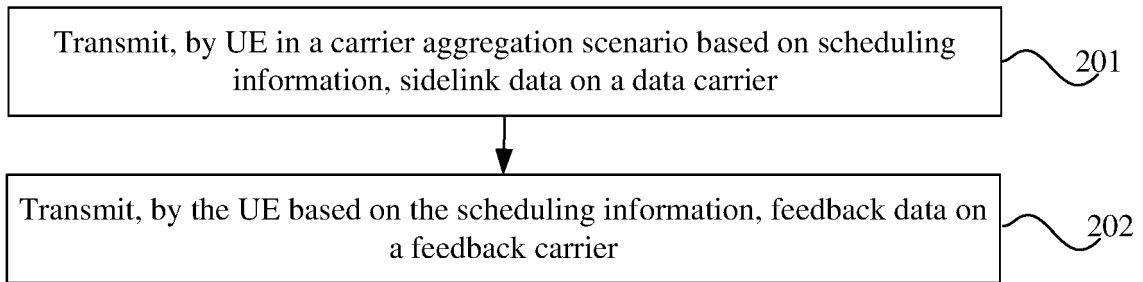 Transmit, by UE in a carrier aggregation scenario based on scheduling
information, sidelink data on a data carrier
201
Transmit, by the UE based on the scheduling information, feedback data on
a feedback carrier
202